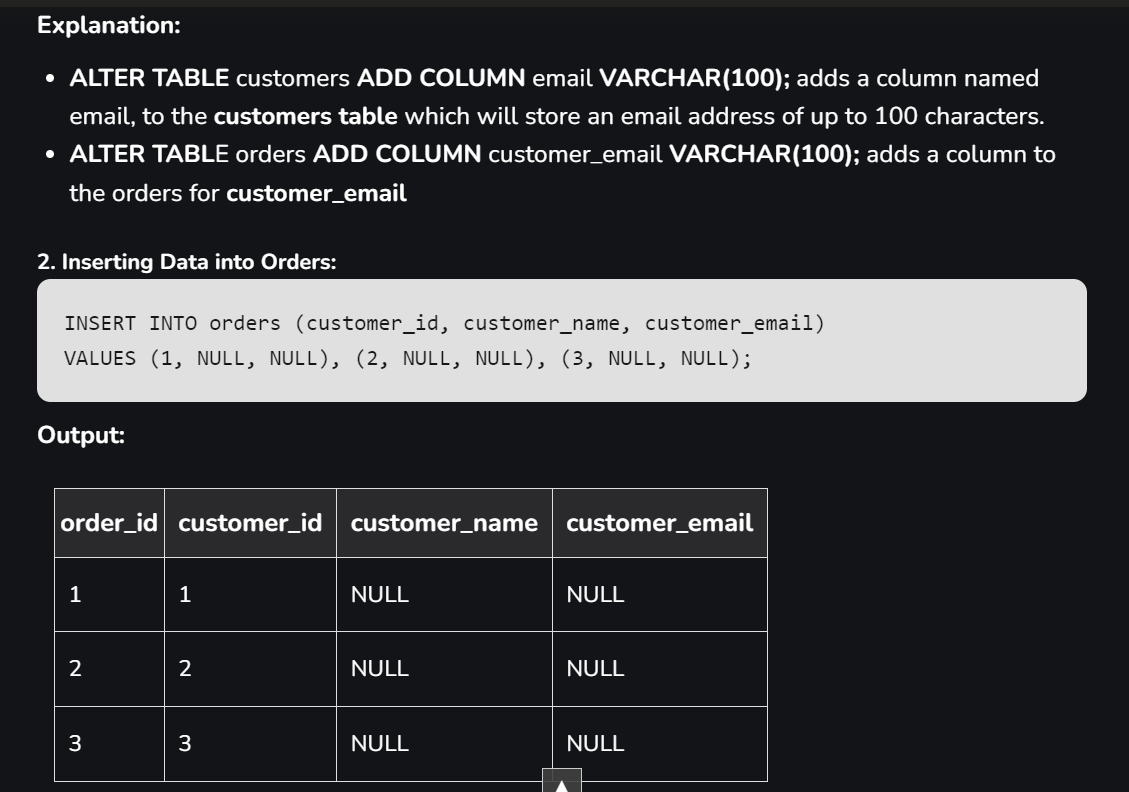 Explanation:
ALTER TABLE customers ADD COLUMN email VARCHAR(100); adds a column named
email, to the customers table which will store an email address of up to 100 characters.
ALTER TABLE orders ADD COLUMN customer_email VARCHAR(100); adds a column to
the orders for customer_email
2. Inserting Data into Orders:
INSERT INTO orders (customer_id, customer_name, customer_email)
VALUES (1, NULL, NULL), (2, NULL, NULL), (3, NULL, NULL);
Output:
order_id customer_id customer_name customer_email
1 1 NULL NULL
2 2 NULL NULL
3 3 NULL NULL